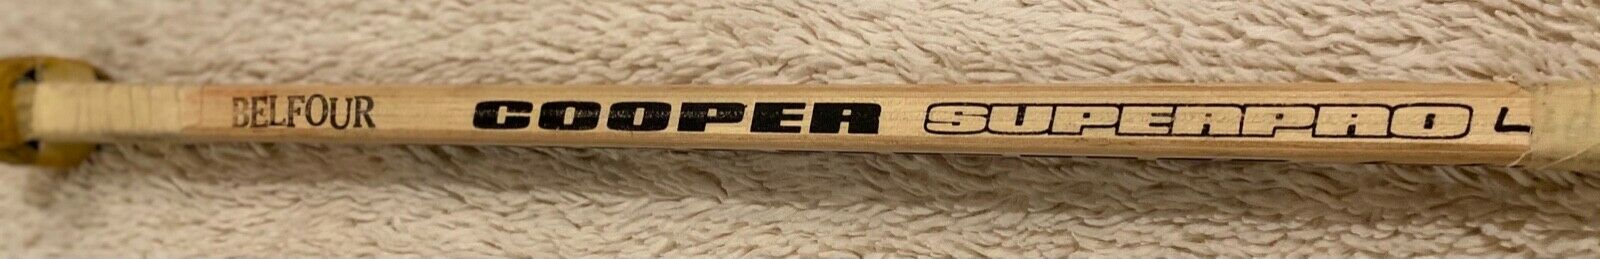 BELFOUR COOPER SUPERPRO L